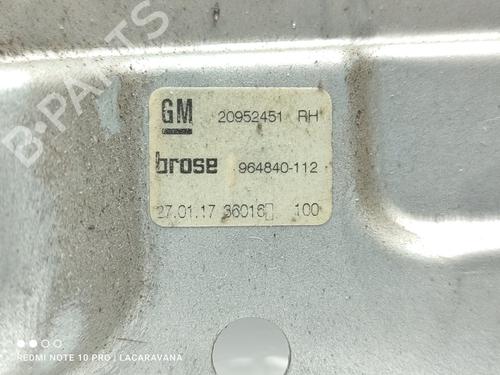 B-PARTS
GM 20952451 RH
brose 964840-112
27.01.17 36016 100
REDMI NOTE 10 PRO | LACARAVANA